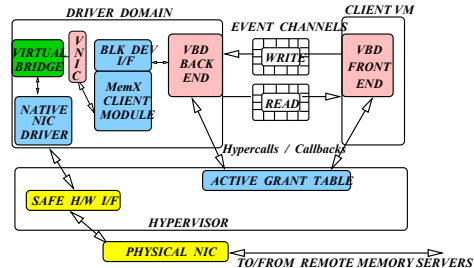 DRIVER DOMAIN
EVENT CHANNELS
CLIENT VM
VIRTUAL
BRIDGE
VNIC
BLK DEV
I/F
MemX
CLIENT
MODULE
VBD
BACK
END
WRITE
READ
VBD
FRONT
END
NATIVE
NIC
DRIVER
Hypercalls / Callbacks
ACTIVE GRANT TABLE
SAFE H/W I/F
HYPERVISOR
PHYSICAL NIC
TO/FROM REMOTE MEMORY SERVERS